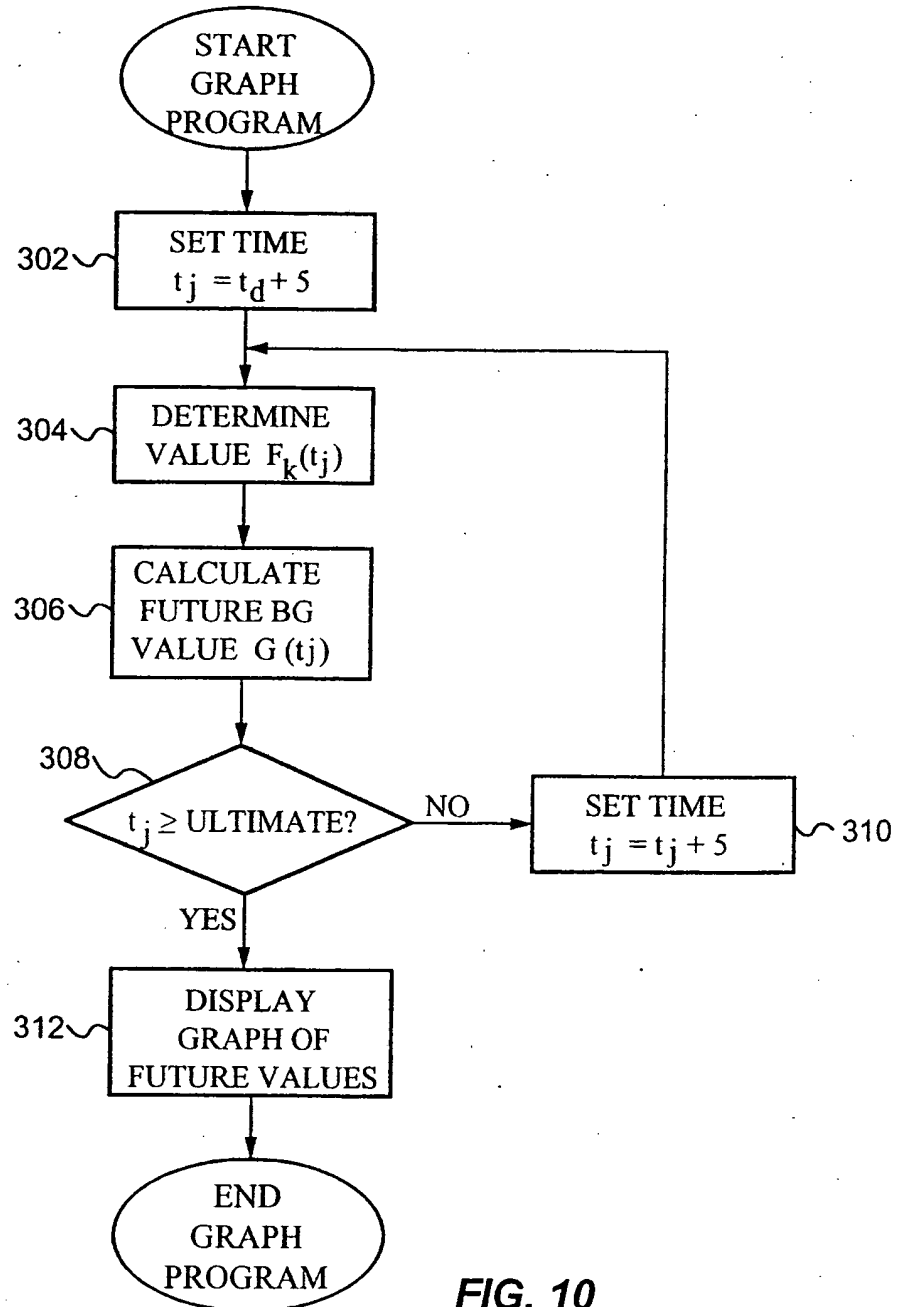 START
GRAPH
PROGRAM
302
SET TIME
t_j = t_d + 5
304
DETERMINE
VALUE F_k(t_j)
306
CALCULATE
FUTURE BG
VALUE G (tj)
308
t_j ≥ ULTIMATE?
NO
SET TIME
t_j = t_j + 5
310
YES
312
DISPLAY
GRAPH OF
FUTURE VALUES
END
GRAPH
PROGRAM
FIG. 10